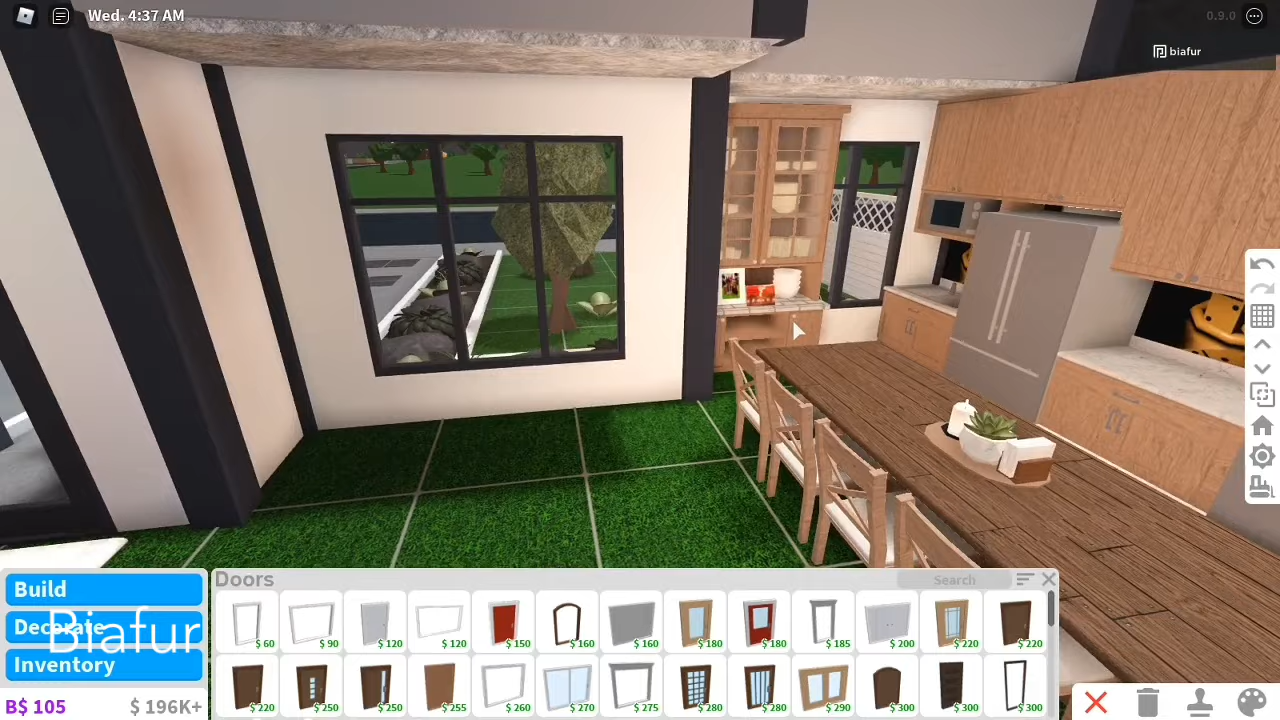 Wed. 4:37 AM
0.9.0
biafur
Build
Decorate
Biafur
Inventory
B$ 105
$ 196K+
Doors
Search
$ 60
$ 90
$ 120
$ 120
$ 150
$ 160
$ 160
$ 180
$ 180
$ 185
$ 200
$ 220
$ 220
$ 220
$ 250
$ 250
$ 255
$ 260
$ 270
$ 275
$ 280
$ 280
$ 290
$ 300
$ 300
$ 300